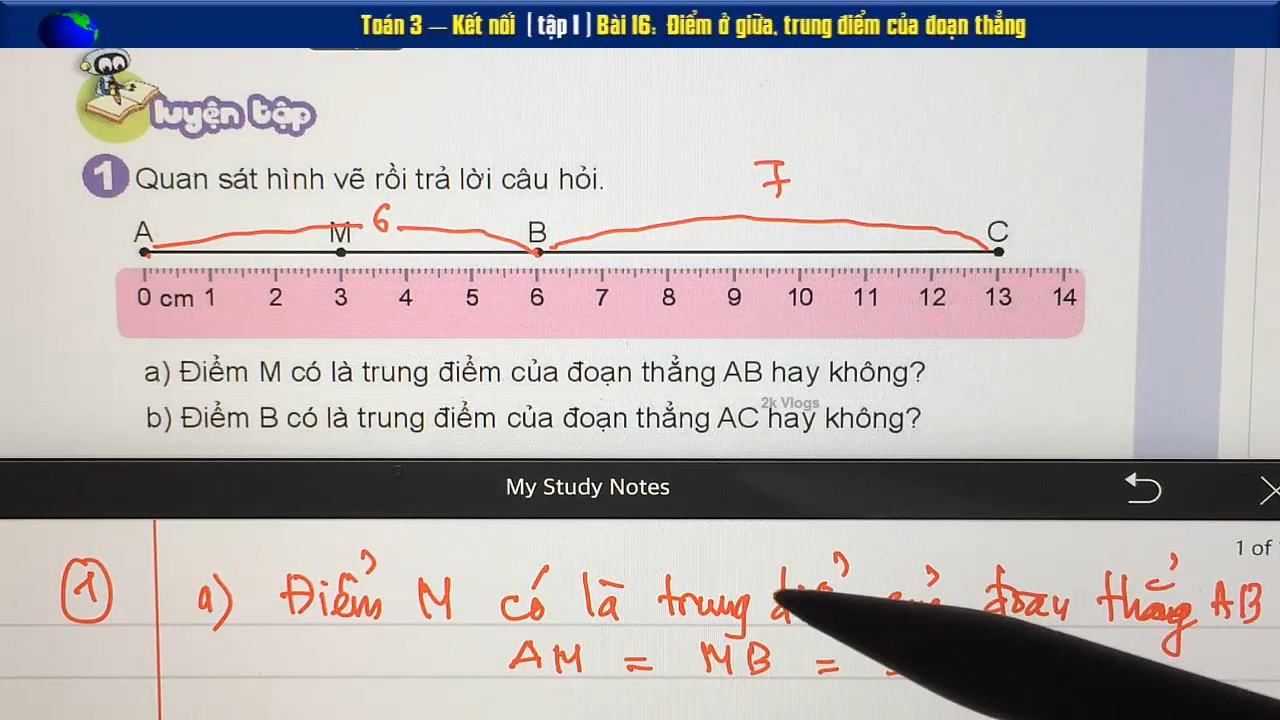 Toán 3 – Kết nối ( tập 1 ) Bài 16: Điểm ở giữa, trung điểm của đoạn thẳng
luyện tập
1 Quan sát hình vẽ rồi trả lời câu hỏi.
7
6
A M B C
0 cm 1 2 3 4 5 6 7 8 9 10 11 12 13 14
a) Điểm M có là trung điểm của đoạn thẳng AB hay không?
2k Vlogs
b) Điểm B có là trung điểm của đoạn thẳng AC hay không?
My Study Notes
1 of
1 a) Điểm M có là trung đoạn thẳng AB
AM = MB =